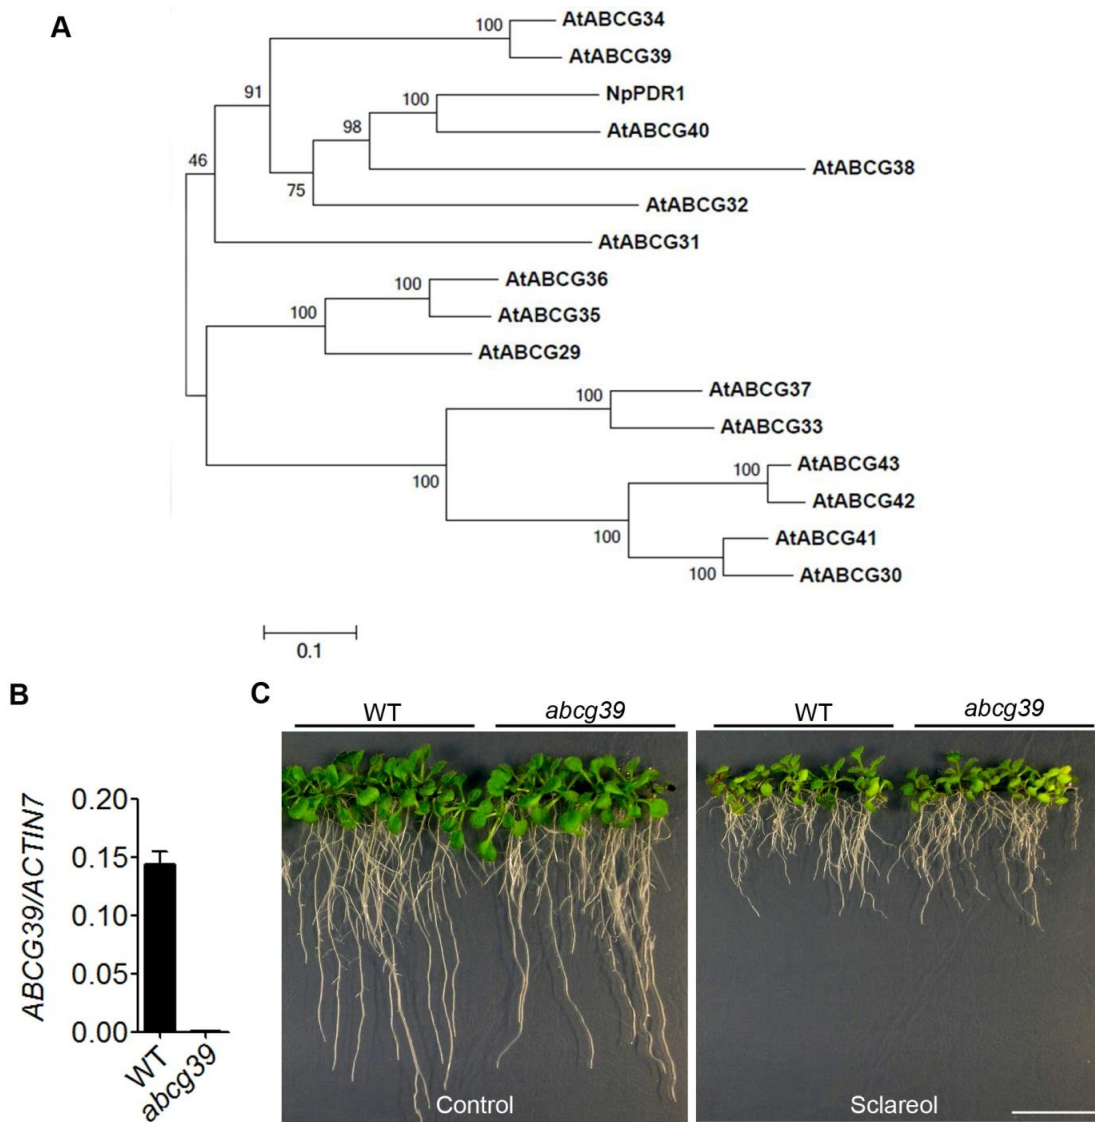 A
100
AtABCG34
AtABCG39
91
100
NpPDR1
98
AtABCG40
46
AtABCG38
75
AtABCG32
AtABCG31
100
AtABCG36
100
AtABCG35
AtABCG29
100
AtABCG37
AtABCG33
100
100
AtABCG43
AtABCG42
100
AtABCG41
100
AtABCG30
0.1
B
ABCG39/ACTIN7
0.20
0.15
0.10
0.05
0.00
WT
abcg39
C
WT abcg39
Control
WT abcg39
Sclareol